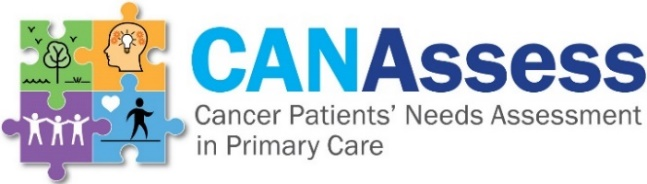 CANAssess
Cancer Patients’ Needs Assessment
in Primary Care